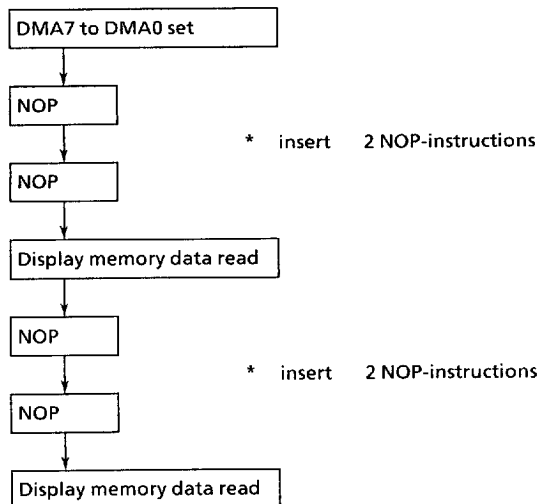 DMA7 to DMA0 set
NOP
* insert 2 NOP-instructions
NOP
Display memory data read
NOP
* insert 2 NOP-instructions
NOP
Display memory data read